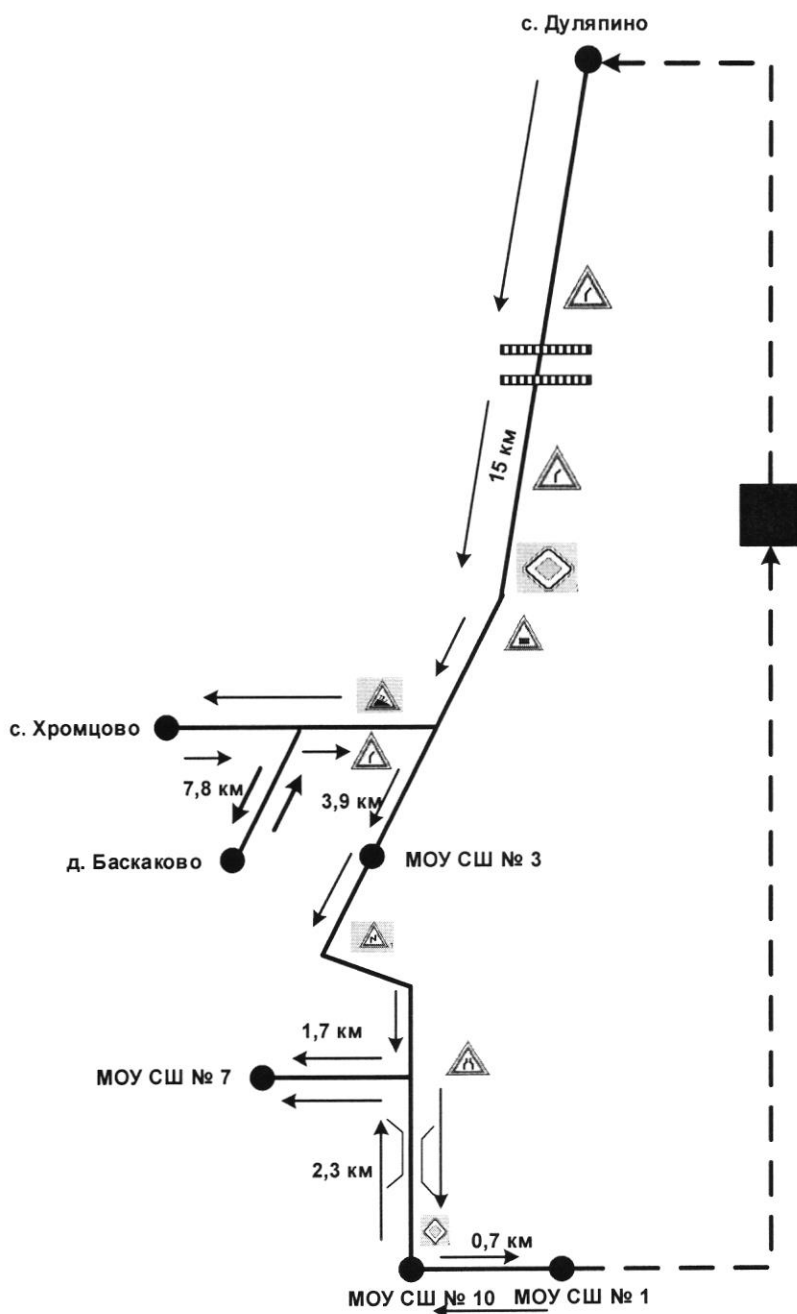 с. Дуляпино
15 км
с. Хромцово
7,8 км
3,9 км
д. Баскаково
МОУ СШ № 3
1,7 км
МОУ СШ № 7
2,3 км
0,7 км
МОУ СШ № 10 МОУ СШ № 1